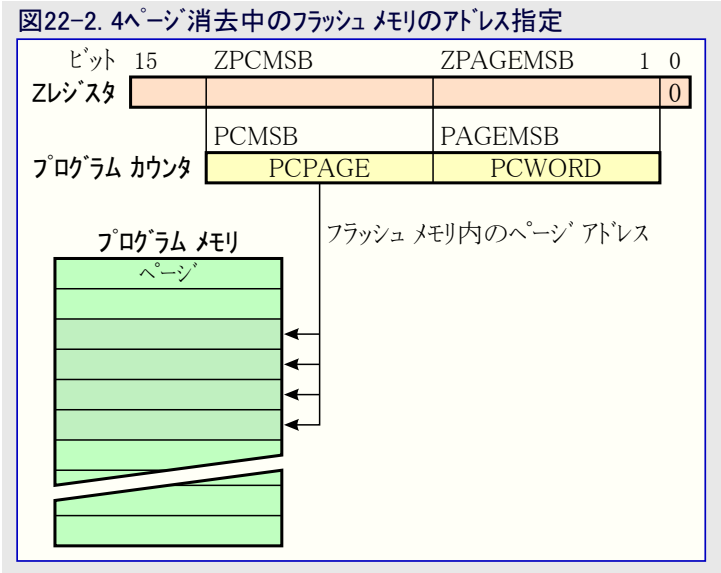 図22-2. 4ﾍﾟｰｼﾞ消去中のﾌﾗｯｼｭ ﾒﾓﾘのｱﾄﾞﾚｽ指定
ﾋﾞｯﾄ 15 ZPCMSB ZPAGEMSB 1 0
Zﾚｼﾞｽﾀ 0
PCMSB PAGEMSB
ﾌﾟﾛｸﾞﾗﾑ ｶｳﾝﾀ PCPAGE PCWORD
ﾌﾗｯｼｭ ﾒﾓﾘ内のﾍﾟｰｼﾞ ｱﾄﾞﾚｽ
ﾌﾟﾛｸﾞﾗﾑ ﾒﾓﾘ
ﾍﾟｰｼﾞ